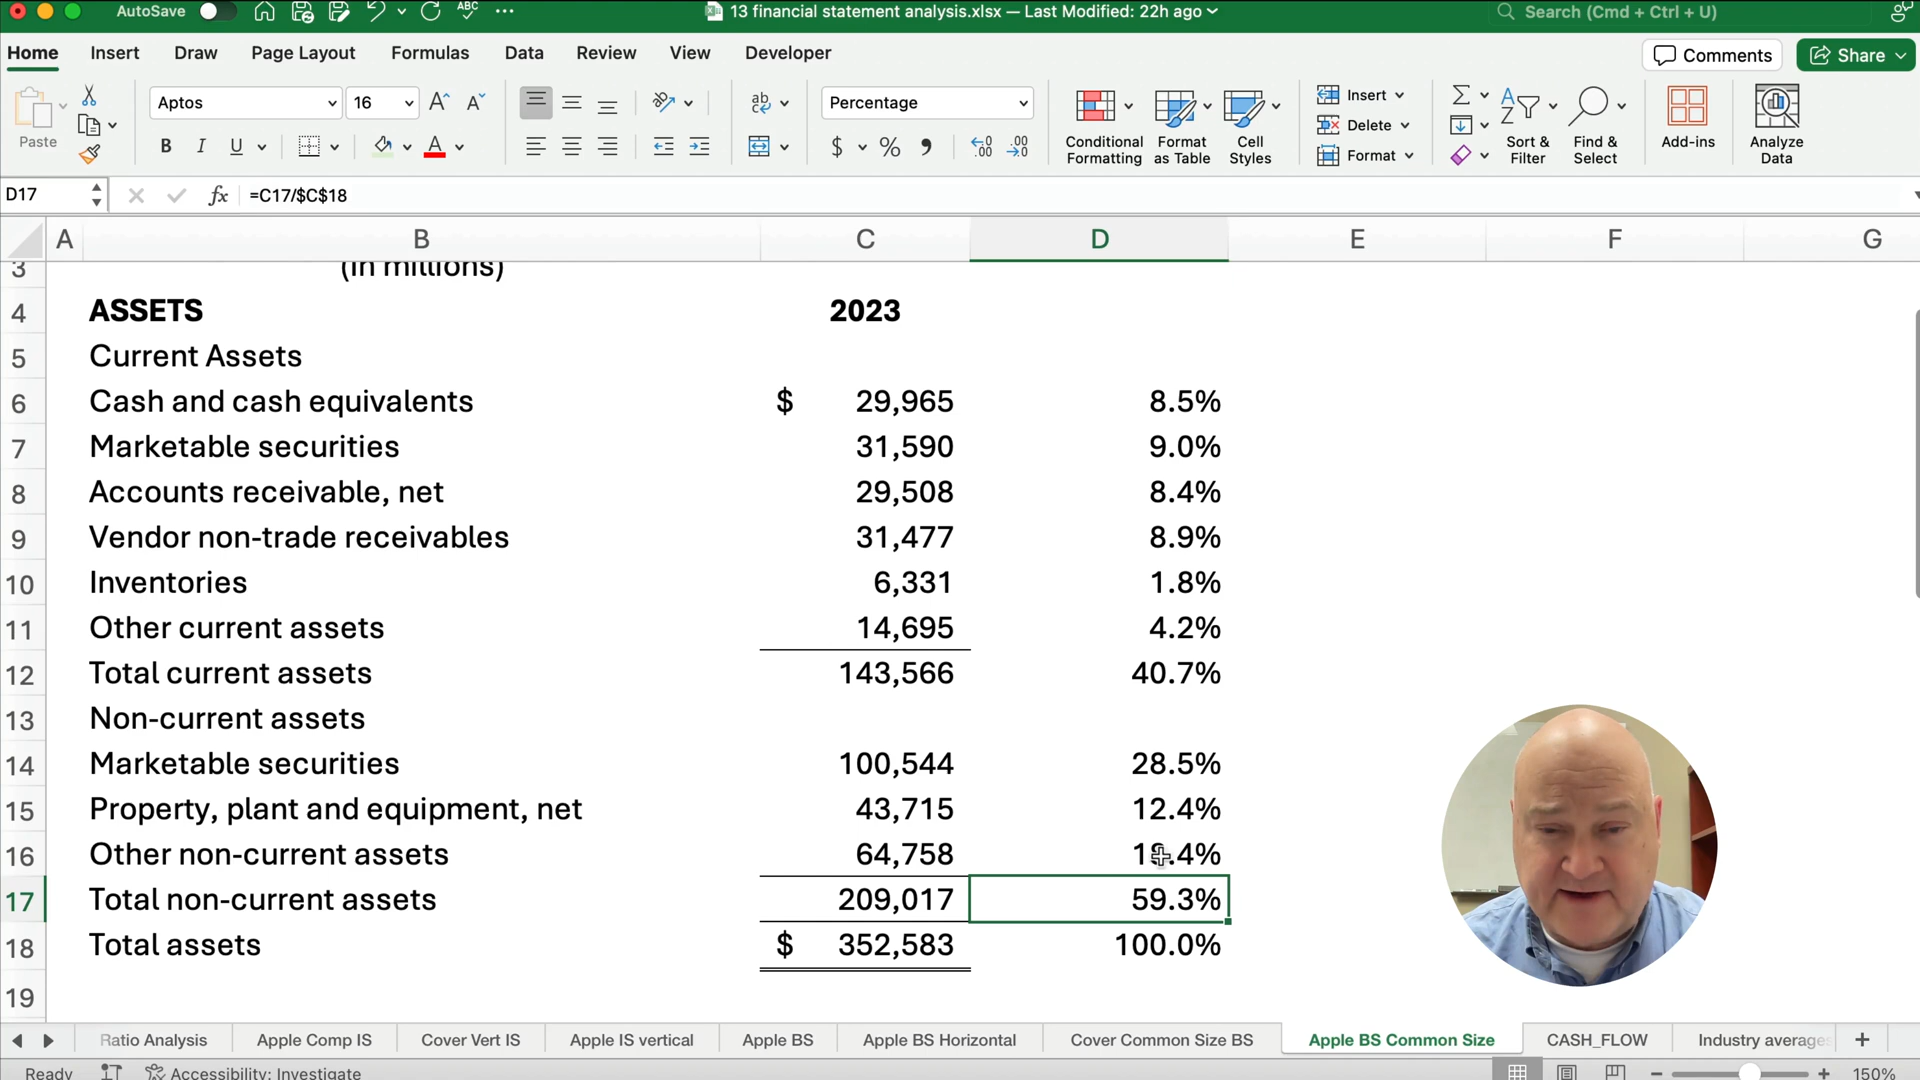 AutoSave ABC ... 13 financial statement analysis.xlsx — Last Modified: 22h ago Search (Cmd + Ctrl + U)
Home Insert Draw Page Layout Formulas Data Review View Developer Comments Share
Paste Aptos 16 A A ab Percentage Insert
B I U A $ % Conditional Formatting Format as Table Cell Styles Delete Format Sort & Filter Find & Select Add-ins Analyze Data
D17 fx =C17/$C$18
A B C D E F G
3 (in millions)
4 ASSETS 2023
5 Current Assets
6 Cash and cash equivalents $ 29,965 8.5%
7 Marketable securities 31,590 9.0%
8 Accounts receivable, net 29,508 8.4%
9 Vendor non-trade receivables 31,477 8.9%
10 Inventories 6,331 1.8%
11 Other current assets 14,695 4.2%
12 Total current assets 143,566 40.7%
13 Non-current assets
14 Marketable securities 100,544 28.5%
15 Property, plant and equipment, net 43,715 12.4%
16 Other non-current assets 64,758
17 Total non-current assets 209,017 59.3%
18 Total assets $ 352,583 100.0%
19
Ratio Analysis Apple Comp IS Cover Vert IS Apple IS vertical Apple BS Apple BS Horizontal Cover Common Size BS Apple BS Common Size CASH_FLOW Industry average +
Ready Accessibility: Investigate 150%